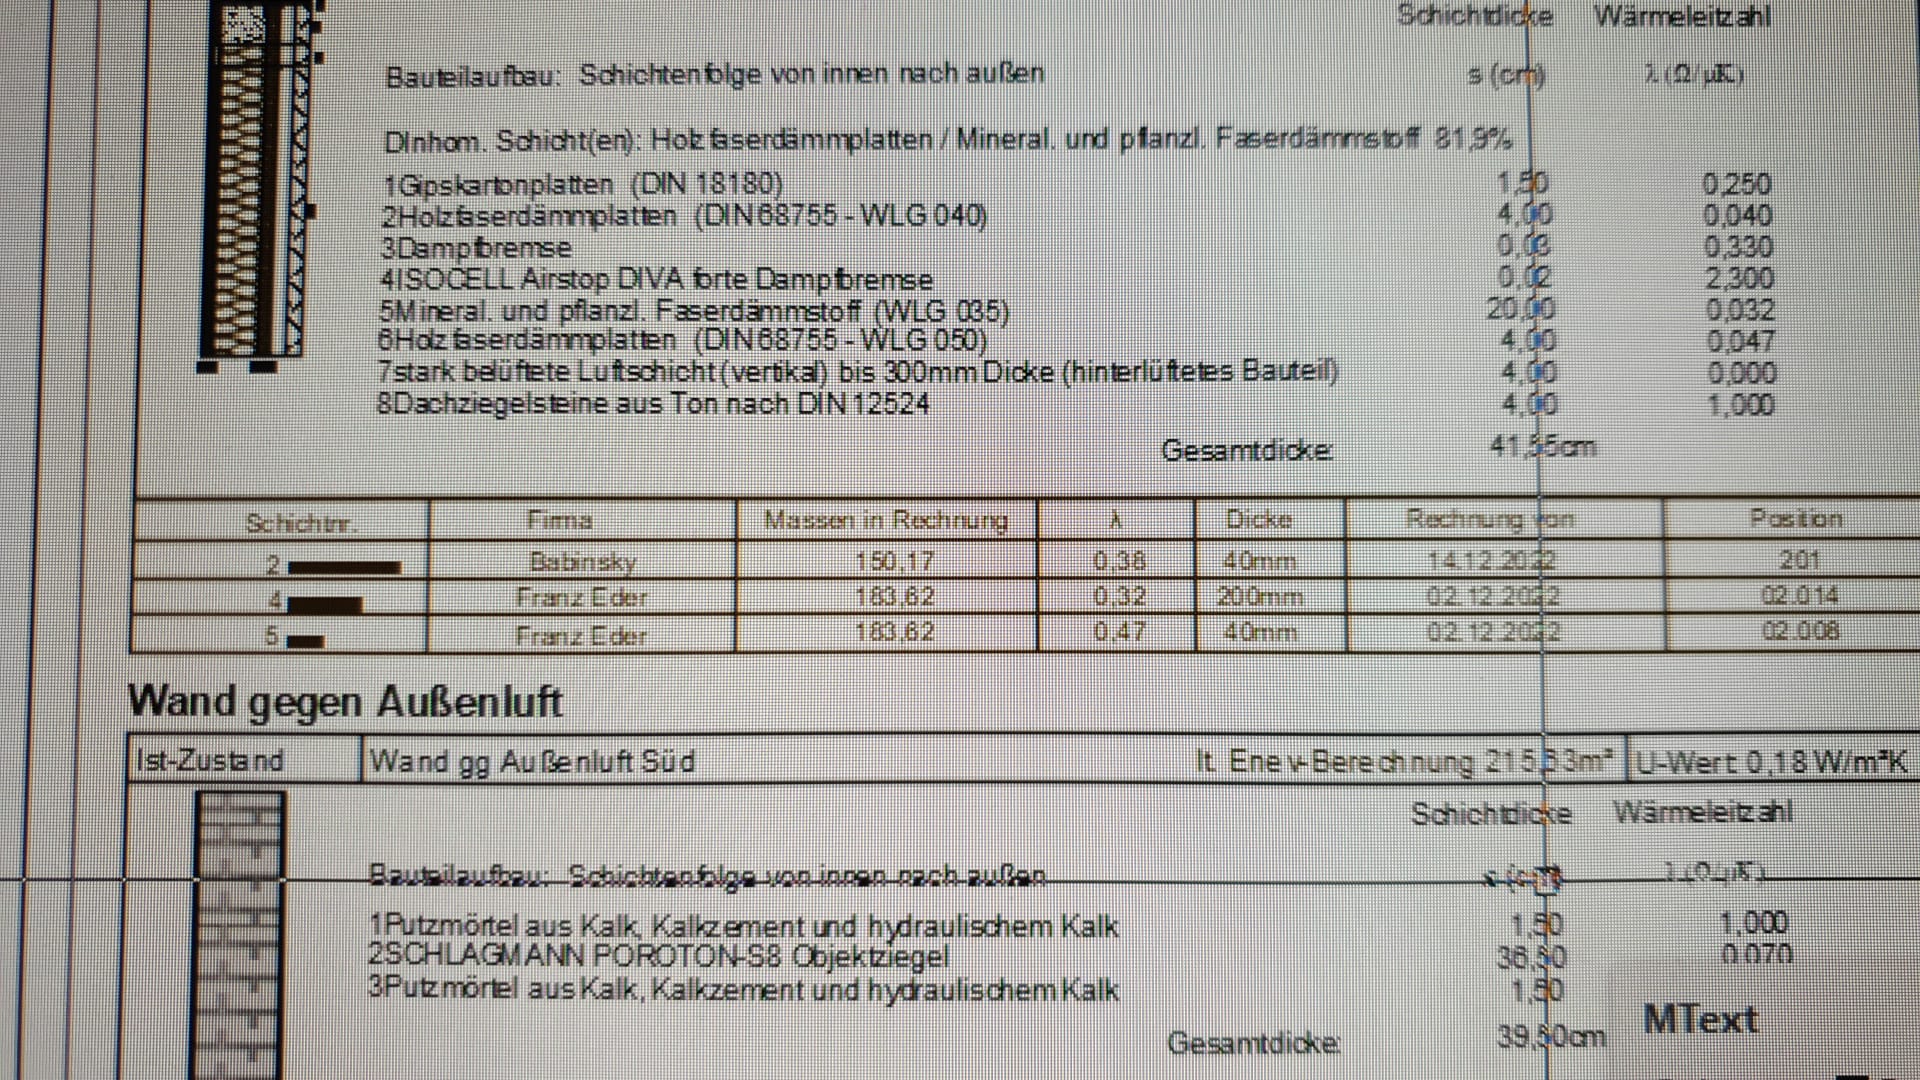 Schichtdicke Wärmeleitzahl
Bauteilaufbau: Schichtenfolge von innen nach außen s (cm) λ (Ω/μK)
DInhom. Schicht(en): Holzfaserdämmplatten / Mineral. und pflanzl. Faserdämmstoff 81,9%
1Gipskartonplatten (DIN 18180) 1,50 0,250
2Holzfaserdämmplatten (DIN 68755 - WLG 040) 4,00 0,040
3Dampfbremse 0,03 0,330
4ISOCELL Airstop DIVA forte Dampfbremse 0,02 2,300
5Mineral. und pflanzl. Faserdämmstoff (WLG 035) 20,00 0,032
6Holzfaserdämmplatten (DIN 68755 - WLG 050) 4,00 0,047
7stark belüftete Luftschicht (vertikal) bis 300mm Dicke (hinterlüftetes Bauteil) 4,00 0,000
8Dachziegelsteine aus Ton nach DIN 12524 4,00 1,000
Gesamtdicke: 41,55cm
Schichtnr. Firma Massen in Rechnung λ Dicke Rechnung von Position
2 Babinsky 150,17 0,38 40mm 14.12.2022 201
4 Franz Eder 183,62 0,32 200mm 02.12.2022 02.014
5 Franz Eder 183,62 0,47 40mm 02.12.2022 02.008
Wand gegen Außenluft
Ist-Zustand Wand gg Außenluft Süd lt. Enev-Berechnung 215,33m² U-Wert 0,18 W/m²K
Schichtdicke Wärmeleitzahl
Bauteilaufbau: Schichtenfolge von innen nach außen s (cm) λ (Ω/μK)
1Putzmörtel aus Kalk, Kalkzement und hydraulischem Kalk 1,50 1,000
2SCHLAGMANN POROTON-S8 Objektziegel 36,50 0,070
3Putzmörtel aus Kalk, Kalkzement und hydraulischem Kalk 1,50
MText
Gesamtdicke: 39,50cm